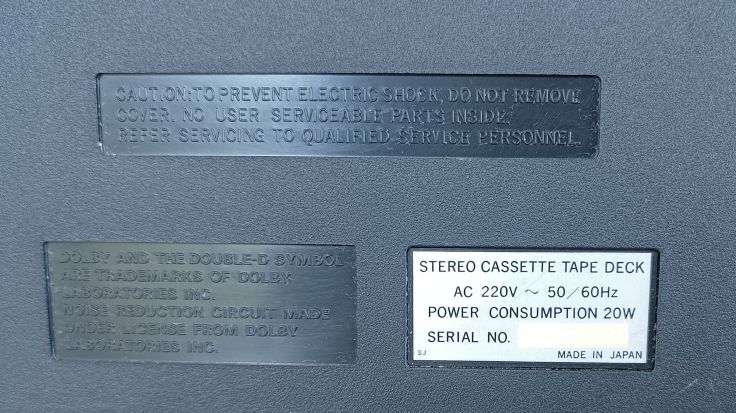 CAUTION:TO PREVENT ELECTRIC SHOCK, DO NOT REMOVE
COVER. NO USER SERVICEABLE PARTS INSIDE.
REFER SERVICING TO QUALIFIED SERVICE PERSONNEL.
DOLBY AND THE DOUBLE-D SYMBOL
ARE TRADEMARKS OF DOLBY
LABORATORIES INC.
NOISE REDUCTION CIRCUIT MADE
UNDER LICENSE FROM DOLBY
LABORATORIES INC.
STEREO CASSETTE TAPE DECK
AC 220V ~ 50/60Hz
POWER CONSUMPTION 20W
SERIAL NO.
SJ MADE IN JAPAN